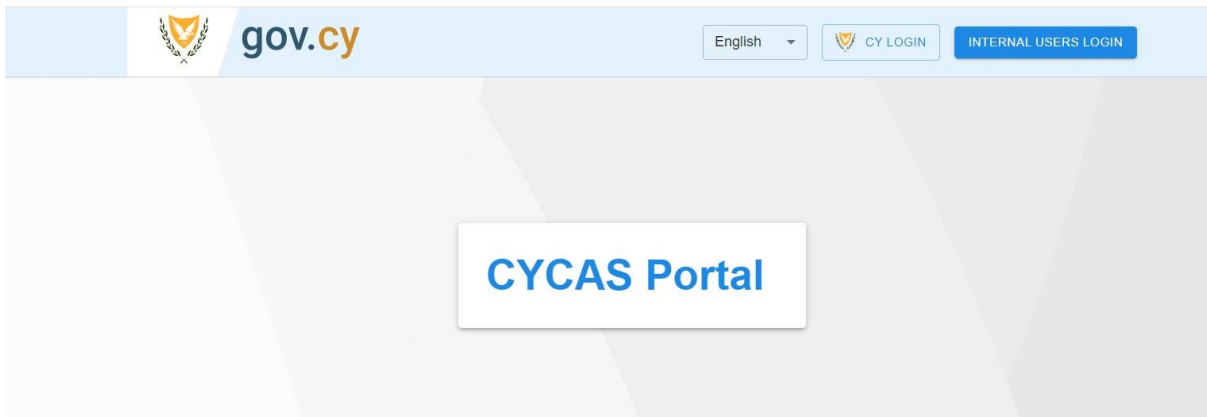 gov.cy
English
CY LOGIN
INTERNAL USERS LOGIN
CYCAS Portal